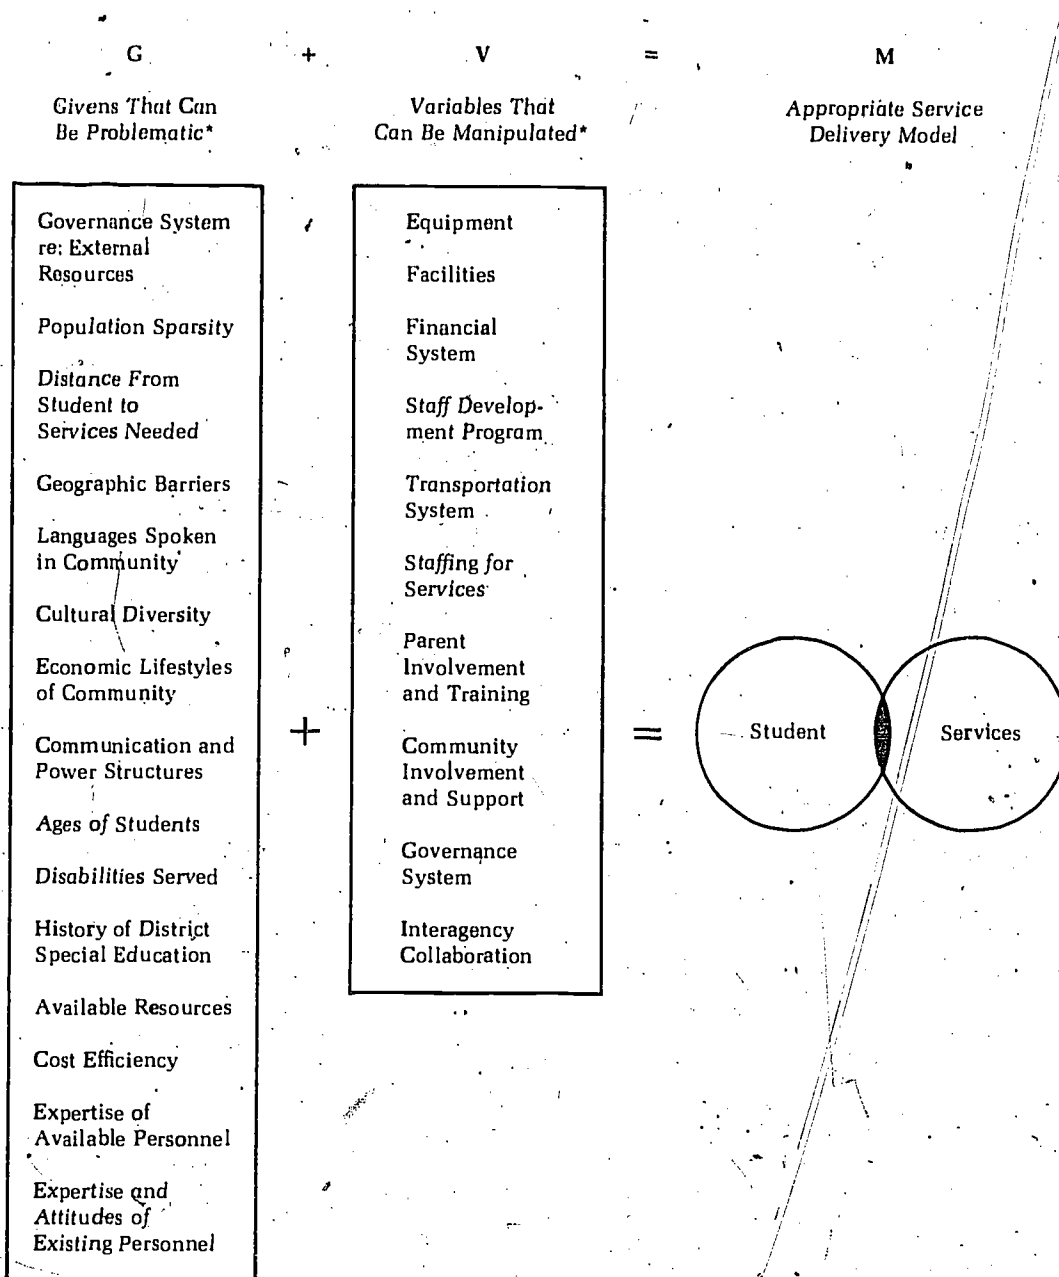 G + V = M
Givens That Can
Be Problematic*
Variables That
Can Be Manipulated*
Appropriate Service
Delivery Model
Governance System
re: External
Resources
Population Sparsity
Distance From
Student to
Services Needed
Geographic Barriers
Languages Spoken
in Community
Cultural Diversity
Economic Lifestyles
of Community
Communication and
Power Structures
Ages of Students
Disabilities Served
History of District
Special Education
Available Resources
Cost Efficiency
Expertise of
Available Personnel
Expertise and
Attitudes of
Existing Personnel
+
Equipment
Facilities
Financial
System
Staff Develop-
ment Program
Transportation
System
Staffing for
Services
Parent
Involvement
and Training
Community
Involvement
and Support
Governance
System
Interagency
Collaboration
=
Student
Services